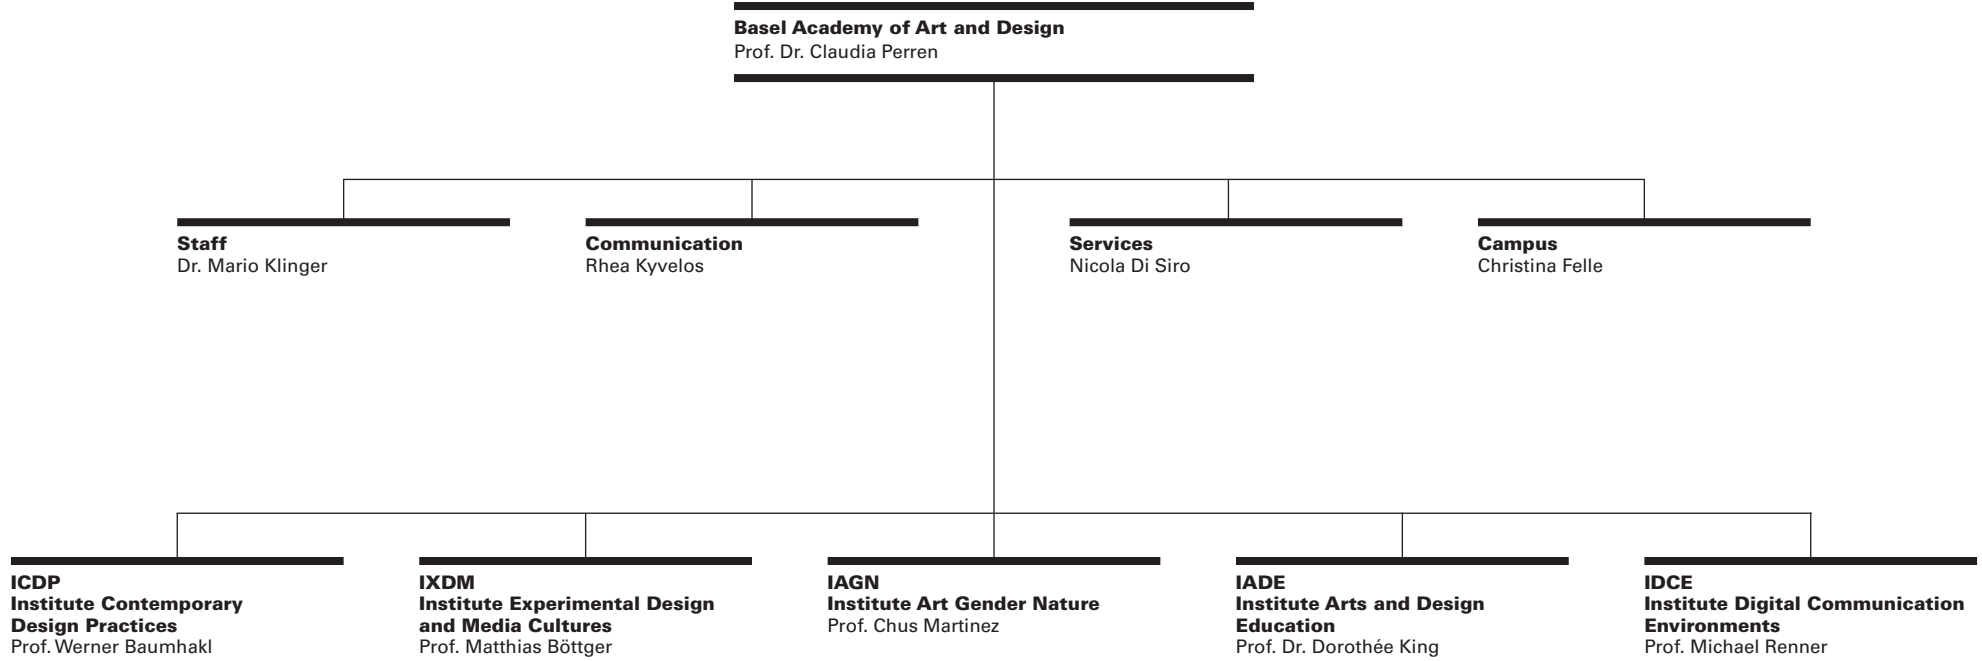 Basel Academy of Art and Design
Prof. Dr. Claudia Perren
Staff
Dr. Mario Klinger
Communication
Rhea Kyvelos
Services
Nicola Di Siro
Campus
Christina Felle
ICDP
Institute Contemporary
Design Practices
Prof. Werner Baumhakl
IXDM
Institute Experimental Design
and Media Cultures
Prof. Matthias Böttger
IAGN
Institute Art Gender Nature
Prof. Chus Martinez
IADE
Institute Arts and Design
Education
Prof. Dr. Dorothée King
IDCE
Institute Digital Communication
Environments
Prof. Michael Renner